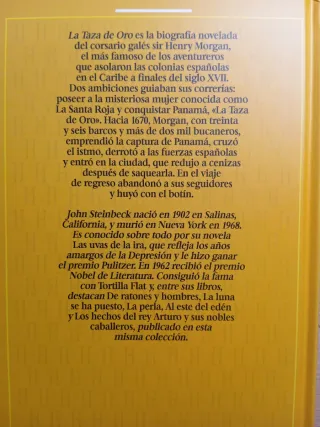 La Taza de Oro es la biografía novelada
del corsario galés sir Henry Morgan,
el más famoso de los aventureros
que asolaron las colonias españolas
en el Caribe a finales del siglo XVII.
Dos ambiciones guiaban sus correrías:
poseer a la misteriosa mujer conocida como
La Santa Roja y conquistar Panamá, «La Taza
de Oro». Hacia 1670, Morgan, con treinta
y seis barcos y más de dos mil bucaneros,
emprendió la captura de Panamá, cruzó
el istmo, derrotó a las fuerzas españolas
y entró en la ciudad, que redujo a cenizas
después de saquearla. En el viaje
de regreso abandonó a sus seguidores
y huyó con el botín.
John Steinbeck nació en 1902 en Salinas,
California, y murió en Nueva York en 1968.
Es conocido sobre todo por su novela
Las uvas de la ira, que refleja los años
amargos de la Depresión y le hizo ganar
el premio Pulitzer. En 1962 recibió el premio
Nobel de Literatura. Consiguió la fama
con Tortilla Flat y, entre sus libros,
destacan De ratones y hombres, La luna
se ha puesto, La perla, Al este del edén
y Los hechos del rey Arturo y sus nobles
caballeros, publicado en esta
misma colección.